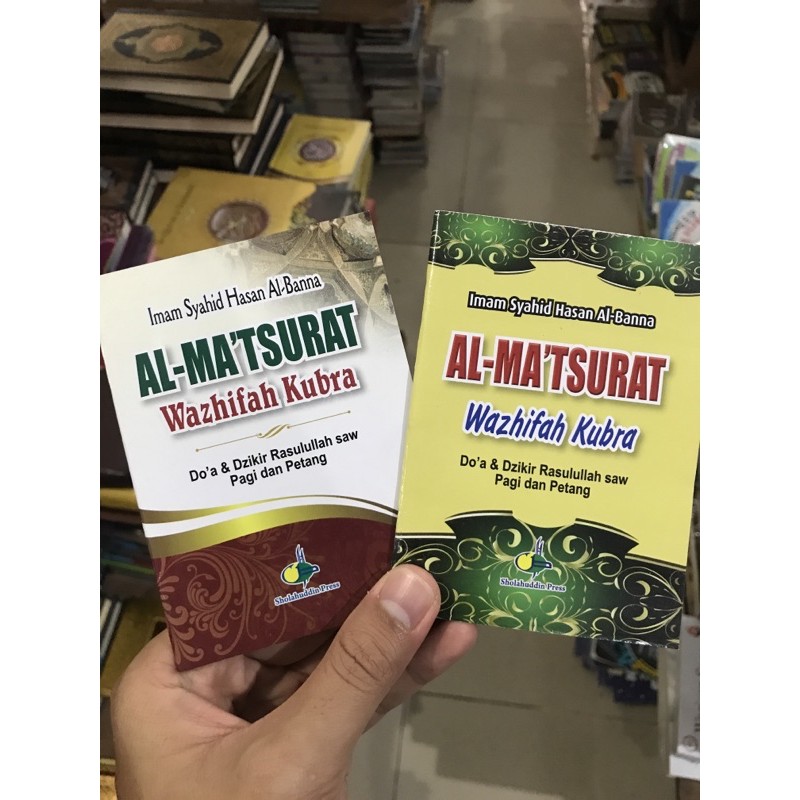 Imam Syahid Hasan Al-Banna
AL-MA'TSURAT
Wazhifah Kubra
Do'a & Dzikir Rasulullah saw
Pagi dan Petang
Sholahuddin Press
Imam Syahid Hasan Al-Banna
AL-MA'TSURAT
Wazhifah Kubra
Do'a & Dzikir Rasulullah saw
Pagi dan Petang
Sholahuddin Press